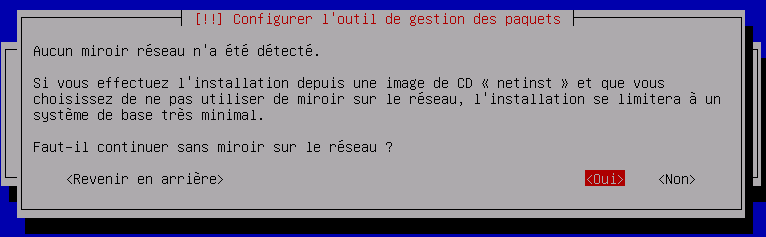 [!!] Configurer l'outil de gestion des paquets
Aucun miroir réseau n'a été détecté.
Si vous effectuez l'installation depuis une image de CD « netinst » et que vous
choisissez de ne pas utiliser de miroir sur le réseau, l'installation se limitera à un
système de base très minimal.
Faut-il continuer sans miroir sur le réseau ?
<Revenir en arrière> <Oui> <Non>